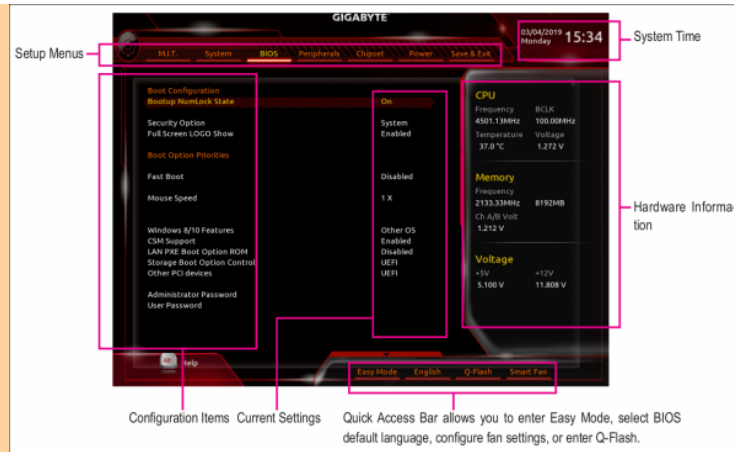 GIGABYTE
Setup Menus
M.I.T. System BIOS Peripherals Chipset Power Save & Exit
03/04/2019
Monday 15:34
System Time
Boot Configuration
Bootup NumLock State On
Security Option System
Full Screen LOGO Show Enabled
Boot Option Priorities
Fast Boot Disabled
Mouse Speed 1 X
Windows 8/10 Features Other OS
CSM Support Enabled
LAN PXE Boot Option ROM Disabled
Storage Boot Option Control UEFI
Other PCI devices UEFI
Administrator Password
User Password
CPU
Frequency BCLK
4501.13MHz 100.00MHz
Temperature Voltage
37.0 °C 1.272 V
Memory
Frequency
2133.33MHz 8192MB
Ch A/B Volt
1.212 V
Voltage
+5V +12V
5.100 V 11.808 V
Hardware Informa-
tion
Alt Help
Easy Mode English Q-Flash Smart Fan
Configuration Items Current Settings
Quick Access Bar allows you to enter Easy Mode, select BIOS
default language, configure fan settings, or enter Q-Flash.